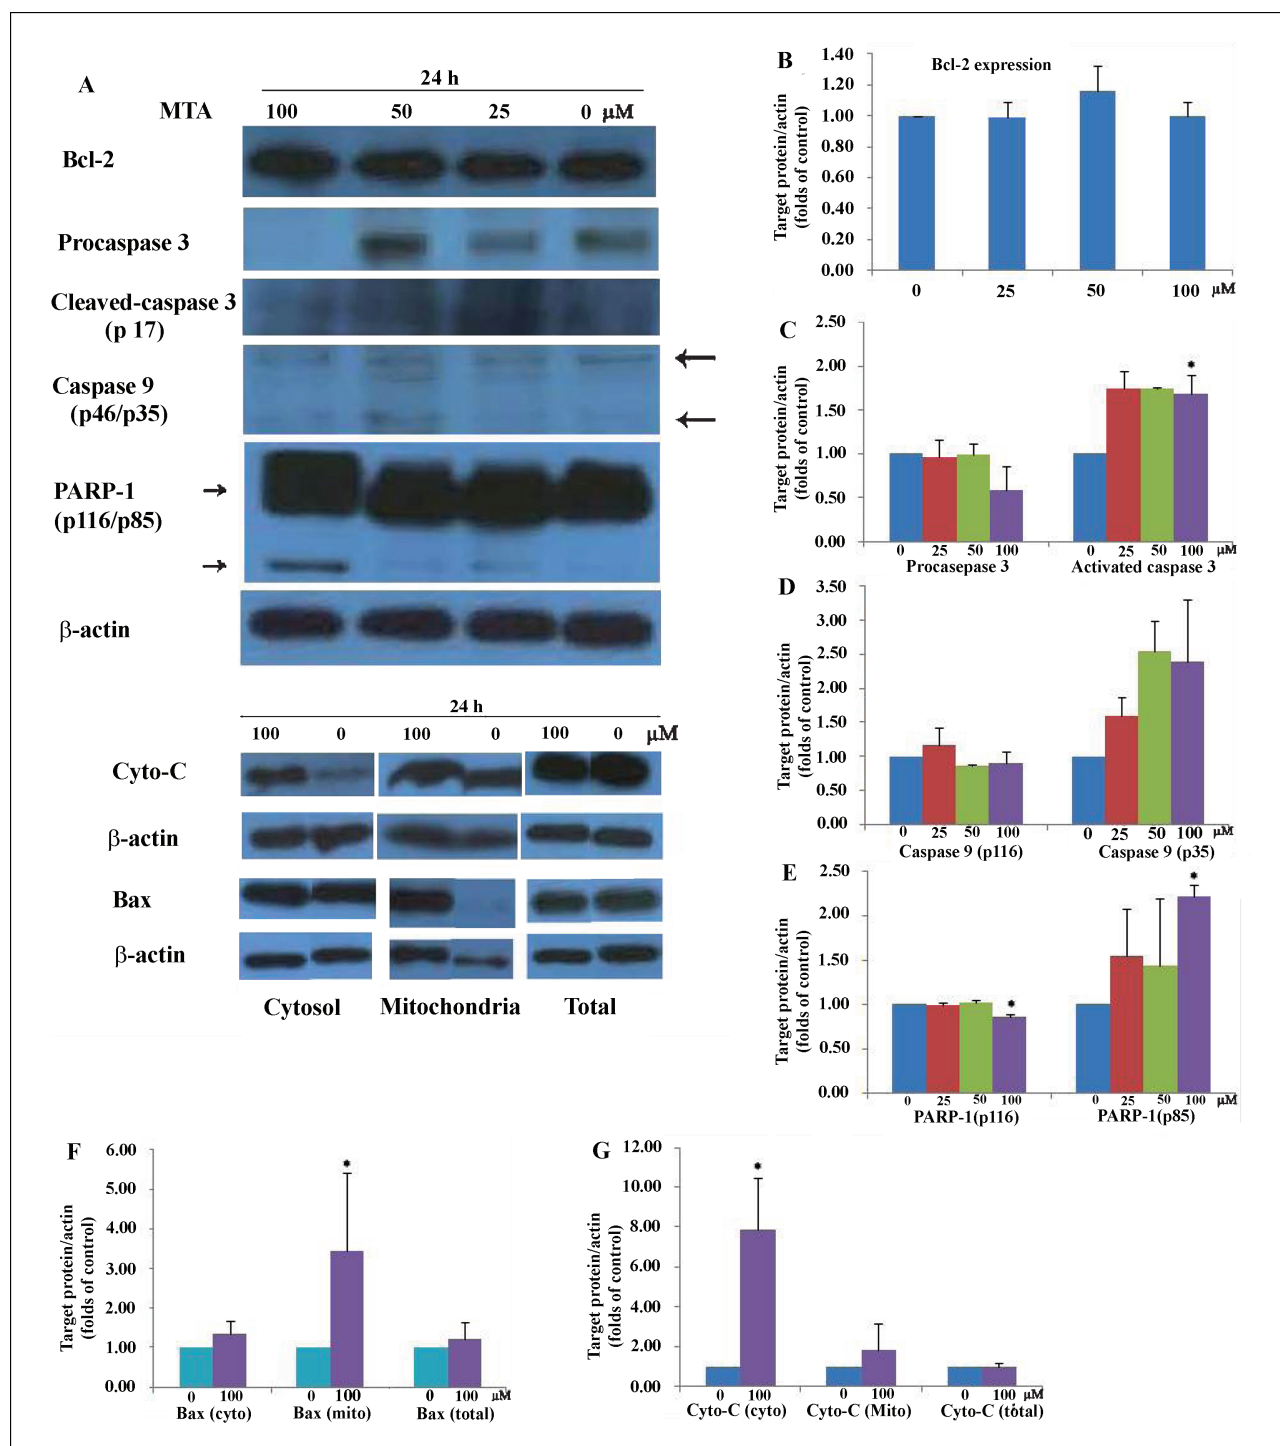 A
24 h
MTA 100 50 25 0 μM
Bcl-2
Procaspase 3
Cleaved-caspase 3
(p 17)
Caspase 9
(p46/p35)
PARP-1
(p116/p85)
β-actin
24 h
100 0 100 0 100 0 μM
Cyto-C
β-actin
Bax
β-actin
Cytosol Mitochondria Total
B
Bcl-2 expression
Target protein/actin
(folds of control)
1.40
1.20
1.00
0.80
0.60
0.40
0.20
0.00
0 25 50 100 μM
C
Target protein/actin
(folds of control)
2.50
2.00
1.50
1.00
0.50
0.00
*
0 25 50 100 0 25 50 100 μM
Procasepase 3 Activated caspase 3
D
Target protein/actin
(folds of control)
3.50
3.00
2.50
2.00
1.50
1.00
0.50
0.00
0 25 50 100 0 25 50 100 μM
Caspase 9 (p116) Caspase 9 (p35)
E
Target protein/actin
(folds of control)
2.50
2.00
1.50
1.00
0.50
0.00
* *
0 25 50 100 0 25 50 100 μM
PARP-1(p116) PARP-1(p85)
F
Target protein/actin
(folds of control)
6.00
5.00
4.00
3.00
2.00
1.00
0.00
*
0 100 0 100 0 100 μM
Bax (cyto) Bax (mito) Bax (total)
G
Target protein/actin
(folds of control)
12.00
10.00
8.00
6.00
4.00
2.00
0.00
*
0 100 0 100 0 100 μM
Cyto-C (cyto) Cyto-C (Mito) Cyto-C (total)